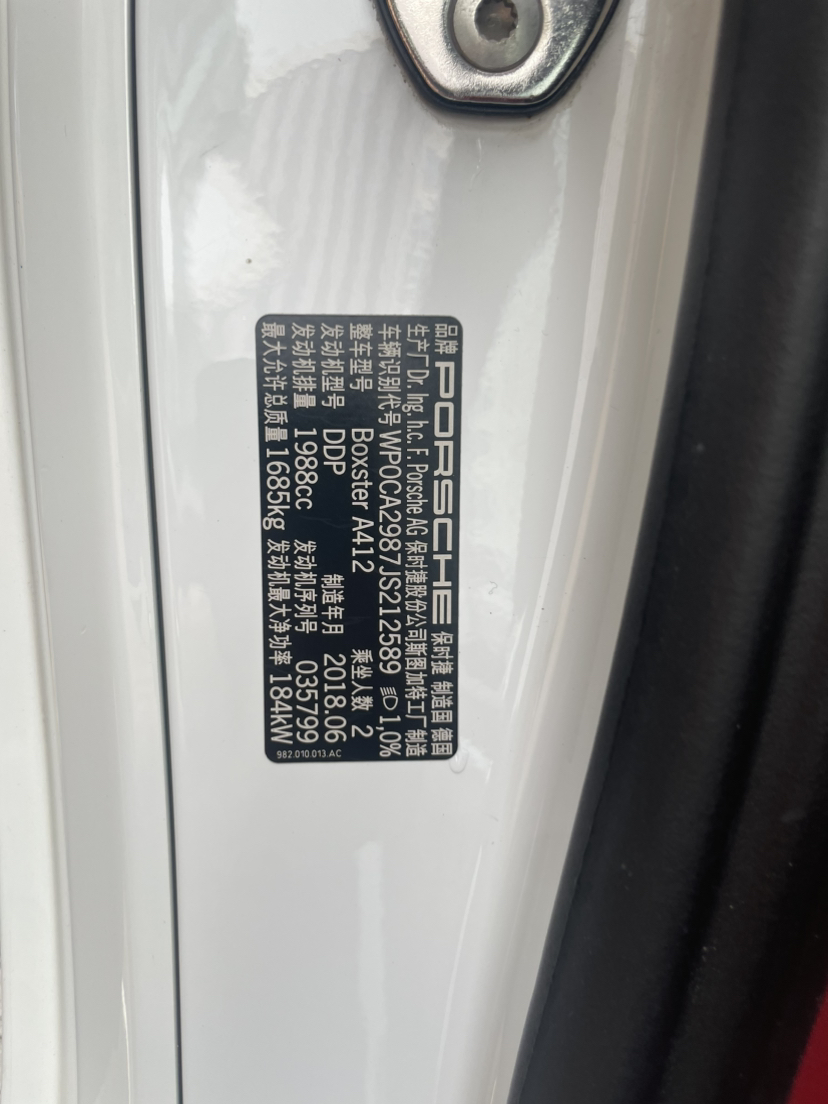 品牌 PORSCHE 保时捷 制造国 德国
生产厂Dr. Ing. h.c. F. Porsche AG 保时捷股份公司斯图加特工厂制造
车辆识别代号 WP0CA2987JS212589 1,0%
整车型号 Boxster A412 乘坐人数 2
发动机型号 DDP 制造年月 2018.06
发动机排量 1988cc 发动机序列号 035799
最大允许总质量 1685kg 发动机最大净功率 184kW
982.010.013.AC